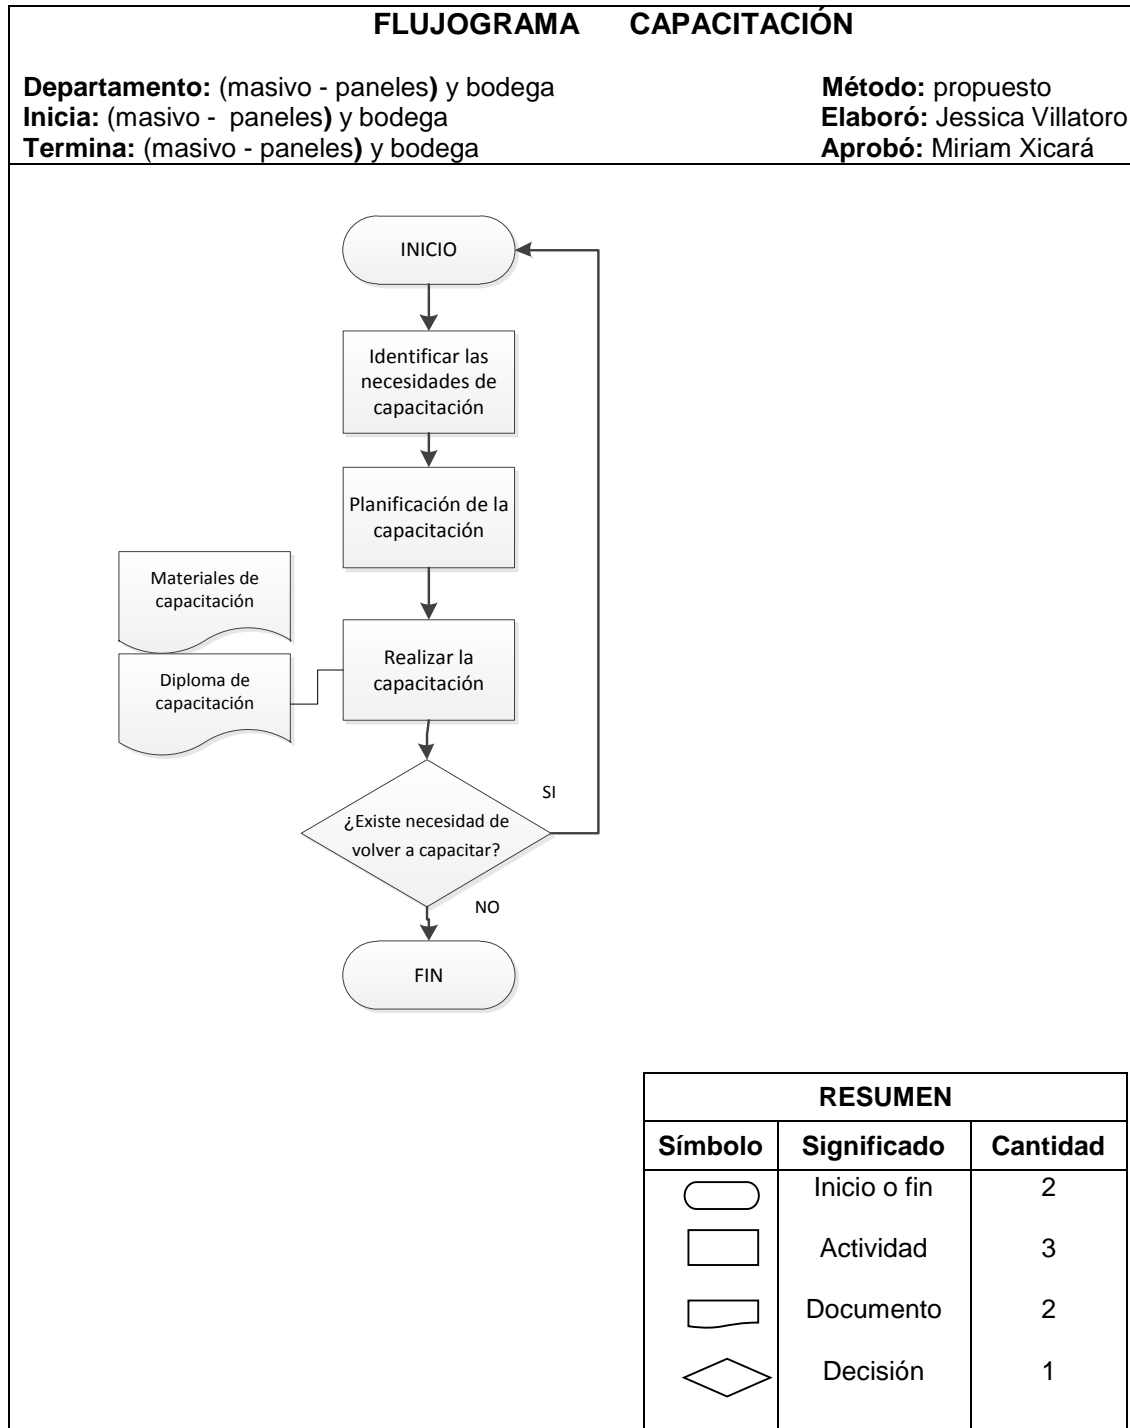 FLUJOGRAMA CAPACITACIÓN
Departamento: (masivo - paneles) y bodega
Método: propuesto
Inicia: (masivo - paneles) y bodega
Elaboró: Jessica Villatoro
Termina: (masivo - paneles) y bodega
Aprobó: Miriam Xicará
INICIO
Identificar las
necesidades de
capacitación
Planificación de la
capacitación
Materiales de
capacitación
Diploma de
capacitación
Realizar la
capacitación
¿Existe necesidad de
volver a capacitar?
SI
NO
FIN
RESUMEN
Símbolo Significado Cantidad
Inicio o fin 2
Actividad 3
Documento 2
Decisión 1